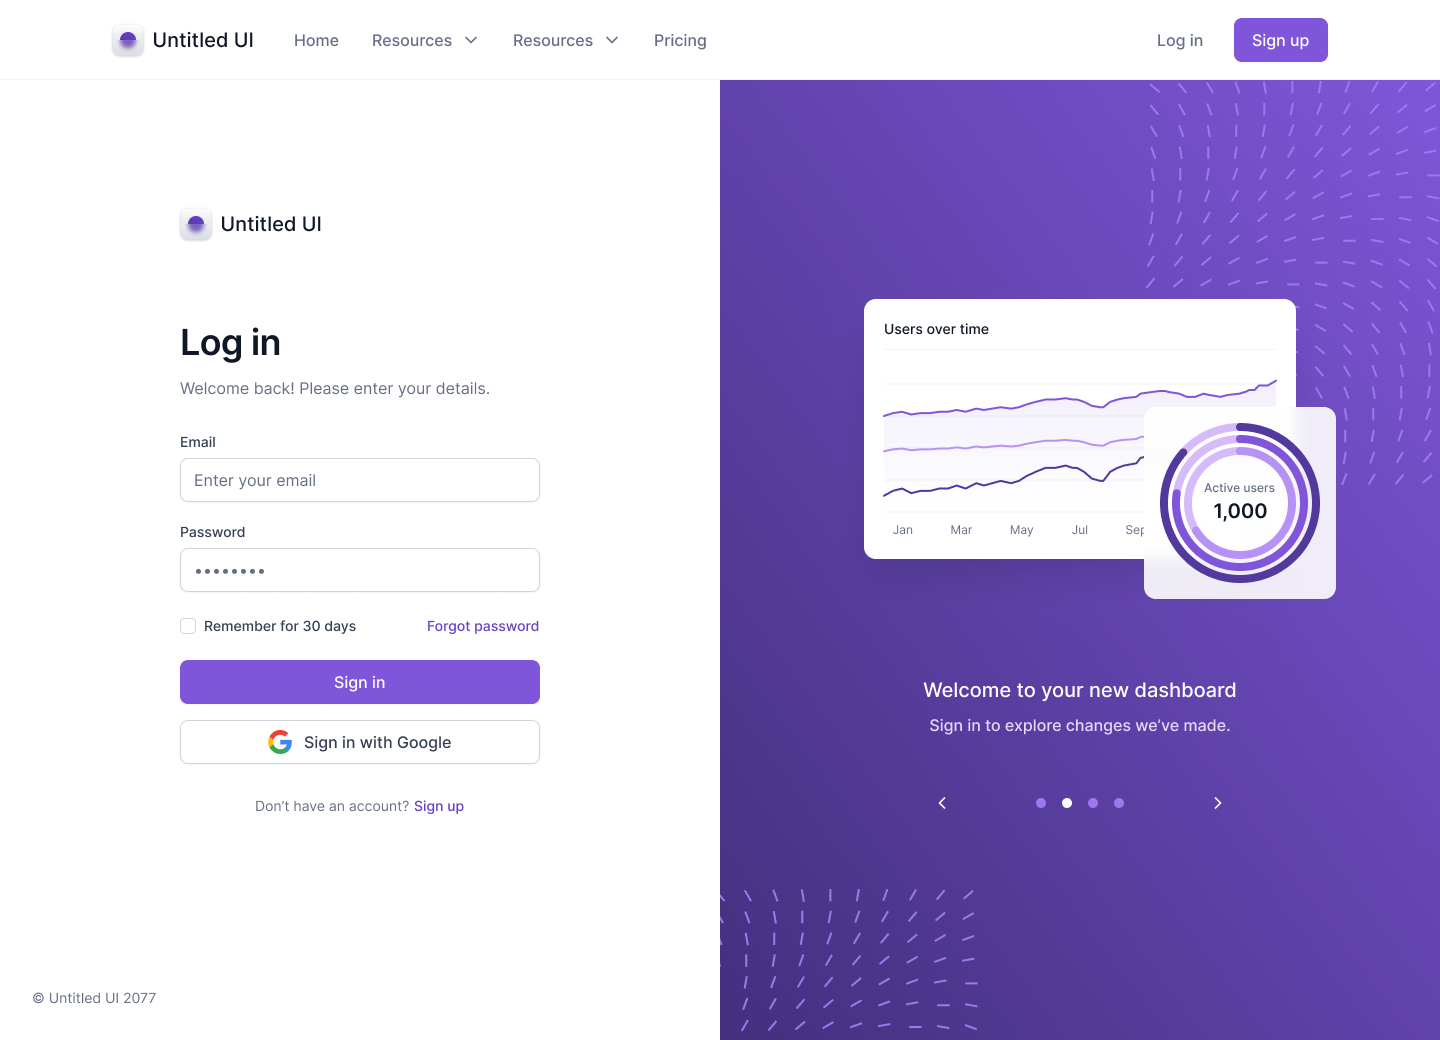 Untitled UI Home Resources Resources Pricing Log in Sign up
Untitled UI
Log in
Welcome back! Please enter your details.
Email
Enter your email
Password
••••••••
Remember for 30 days Forgot password
Sign in
Sign in with Google
Don’t have an account? Sign up
© Untitled UI 2077
Users over time
Jan Mar May Jul Sep
Active users
1,000
Welcome to your new dashboard
Sign in to explore changes we’ve made.